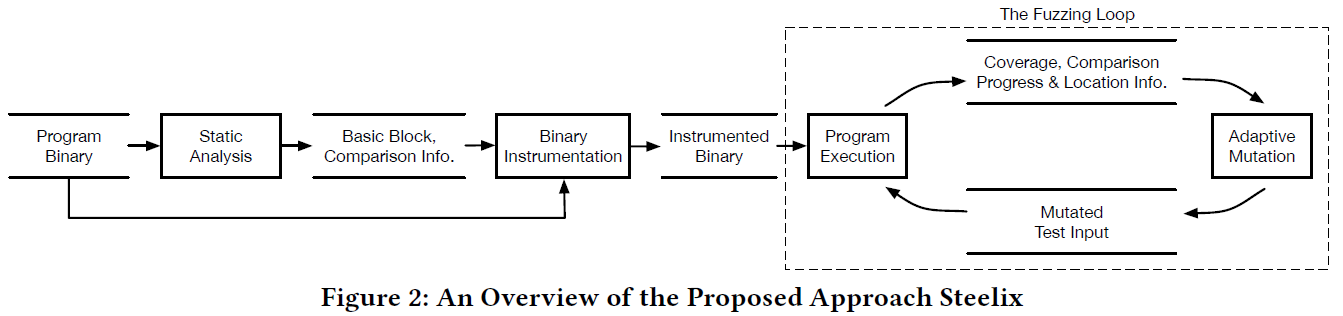 The Fuzzing Loop
Program
Binary
Static
Analysis
Basic Block,
Comparison Info.
Binary
Instrumentation
Instrumented
Binary
Program
Execution
Coverage, Comparison
Progress & Location Info.
Adaptive
Mutation
Mutated
Test Input
Figure 2: An Overview of the Proposed Approach Steelix